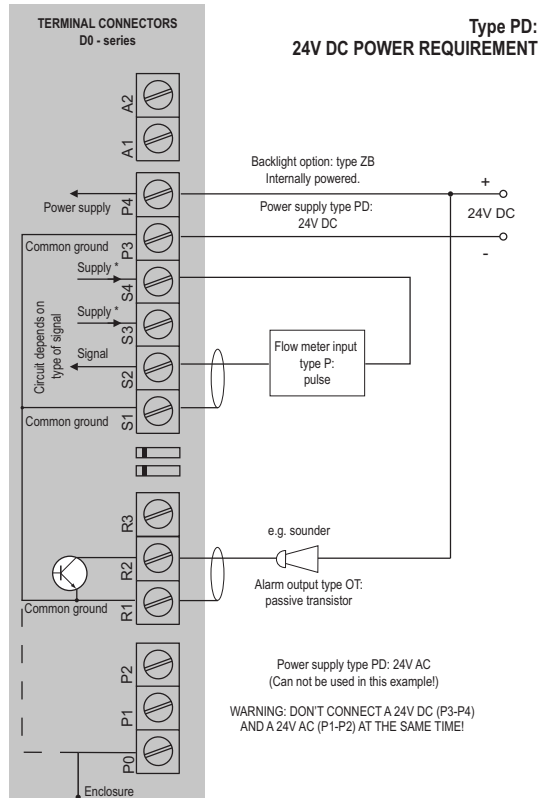 TERMINAL CONNECTORS
D0 - series
Type PD:
24V DC POWER REQUIREMENT
A2
A1
Backlight option: type ZB
Internally powered.
+
Power supply
P4
Power supply type PD:
24V DC
24V DC
-
Common ground
P3
Supply *
S4
Supply *
S3
Circuit depends on
type of signal
Signal
S2
Flow meter input
type P:
pulse
Common ground
S1
R3
e.g. sounder
R2
Alarm output type OT:
passive transistor
Common ground
R1
P2
Power supply type PD: 24V AC
(Can not be used in this example!)
P1
WARNING: DON'T CONNECT A 24V DC (P3-P4)
AND A 24V AC (P1-P2) AT THE SAME TIME!
P0
Enclosure